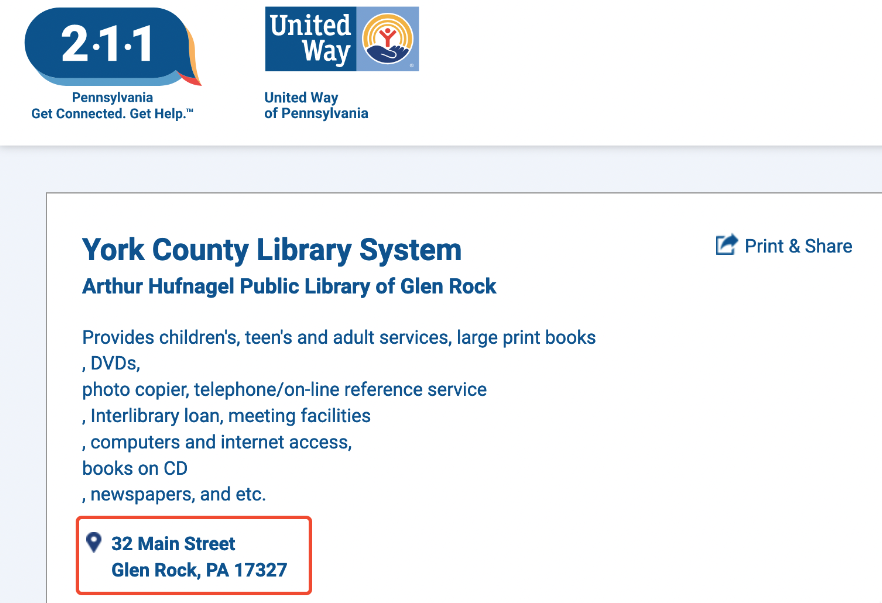 2·1·1
Pennsylvania
Get Connected. Get Help.™
United
Way
United Way
of Pennsylvania
York County Library System
Print & Share
Arthur Hufnagel Public Library of Glen Rock
Provides children's, teen's and adult services, large print books
, DVDs,
photo copier, telephone/on-line reference service
, Interlibrary loan, meeting facilities
, computers and internet access,
books on CD
, newspapers, and etc.
32 Main Street
Glen Rock, PA 17327